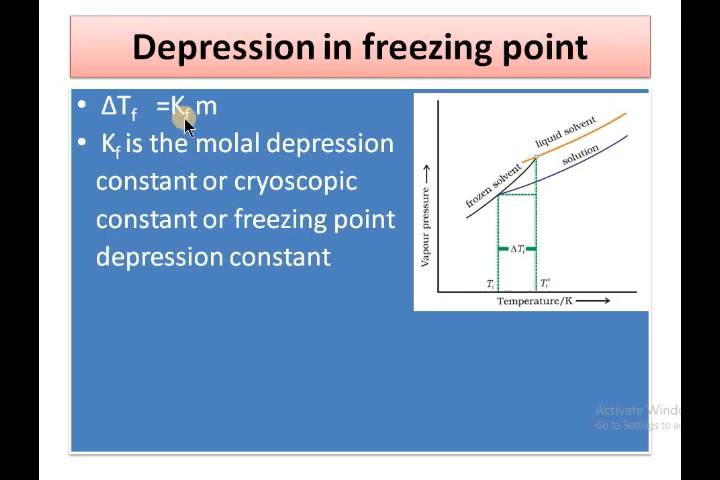 Depression in freezing point
• ΔTf =Kf m
• Kf is the molal depression
constant or cryoscopic
constant or freezing point
depression constant
liquid solvent
solution
frozen solvent
Vapour pressure
ΔTf
Tf
Tf°
Temperature/K
Activate Windo
Go to Settings to a